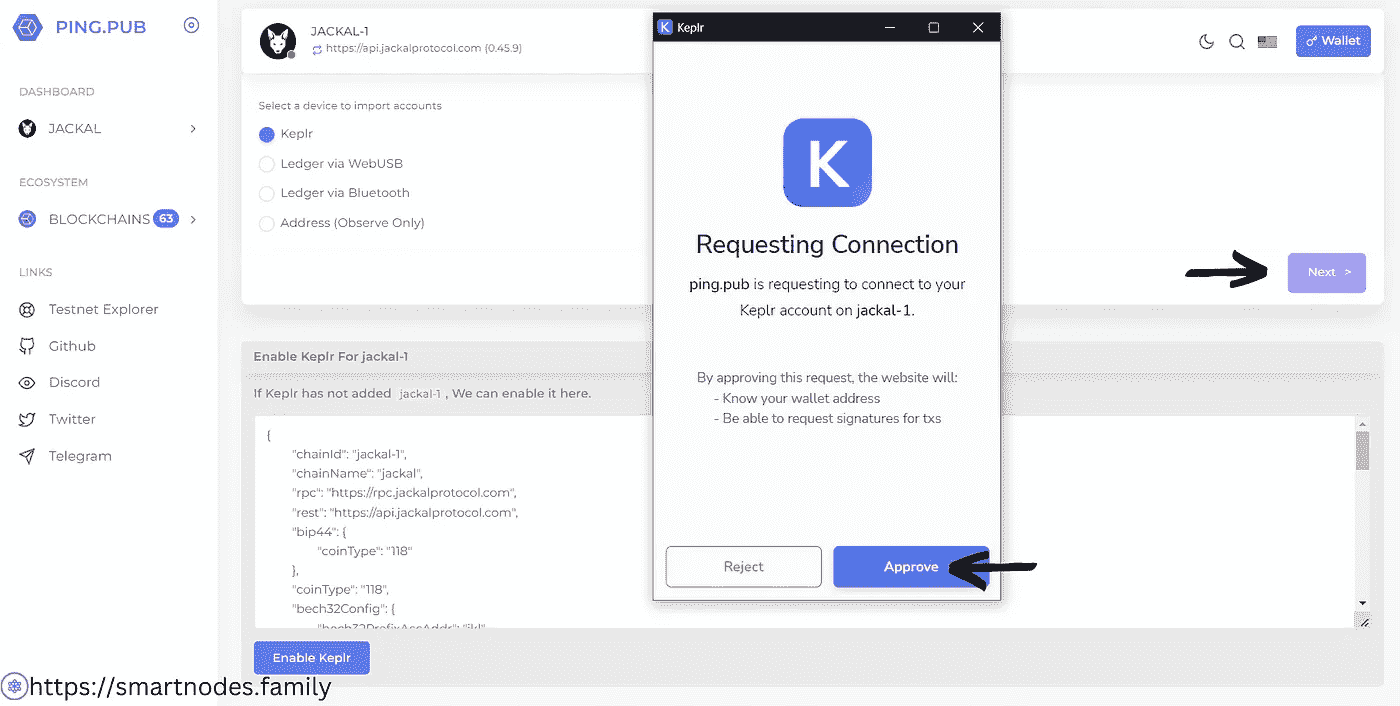 PING.PUB
DASHBOARD
JACKAL
ECOSYSTEM
BLOCKCHAINS 63
LINKS
Testnet Explorer
Github
Discord
Twitter
Telegram
JACKAL-1
https://api.jackalprotocol.com (0.45.9)
Wallet
Select a device to import accounts
Keplr
Ledger via WebUSB
Ledger via Bluetooth
Address (Observe Only)
Next >
Enable Keplr For jackal-1
If Keplr has not added jackal-1 , We can enable it here.
{
"chainId": "jackal-1",
"chainName": "jackal",
"rpc": "https://rpc.jackalprotocol.com",
"rest": "https://api.jackalprotocol.com",
"bip44": {
"coinType": "118"
},
"coinType": "118",
"bech32Config": {
"bech32PrefixAccAddr": "jkl"
Enable Keplr
K Keplr
K
Requesting Connection
ping.pub is requesting to connect to your
Keplr account on jackal-1.
By approving this request, the website will:
- Know your wallet address
- Be able to request signatures for txs
Reject
Approve
https://smartnodes.family